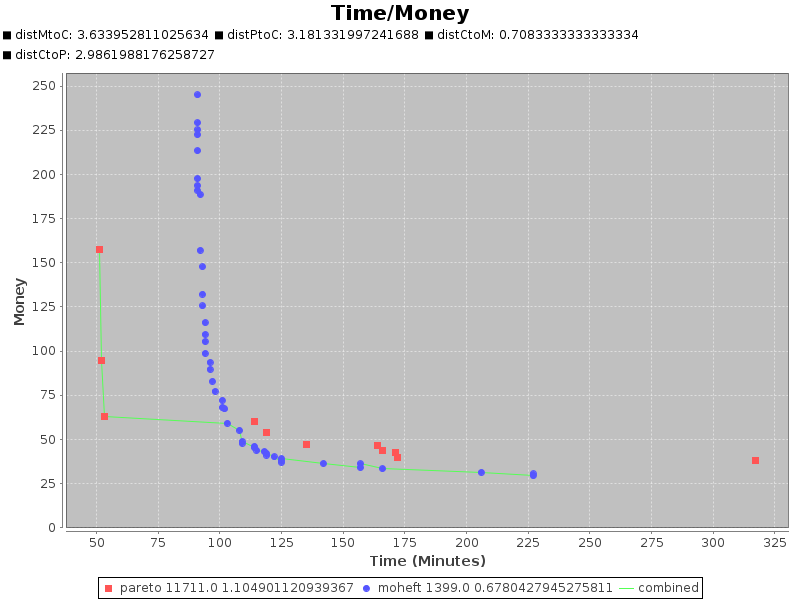 Time/Money
distMtoC: 3.633952811025634 distPtoC: 3.181331997241688 distCtoM: 0.7083333333333334
distCtoP: 2.9861988176258727
250
225
200
175
150
125
100
75
50
25
0
Money
50 75 100 125 150 175 200 225 250 275 300 325
Time (Minutes)
pareto 11711.0 1.104901120939367 moheft 1399.0 0.6780427945275811 combined